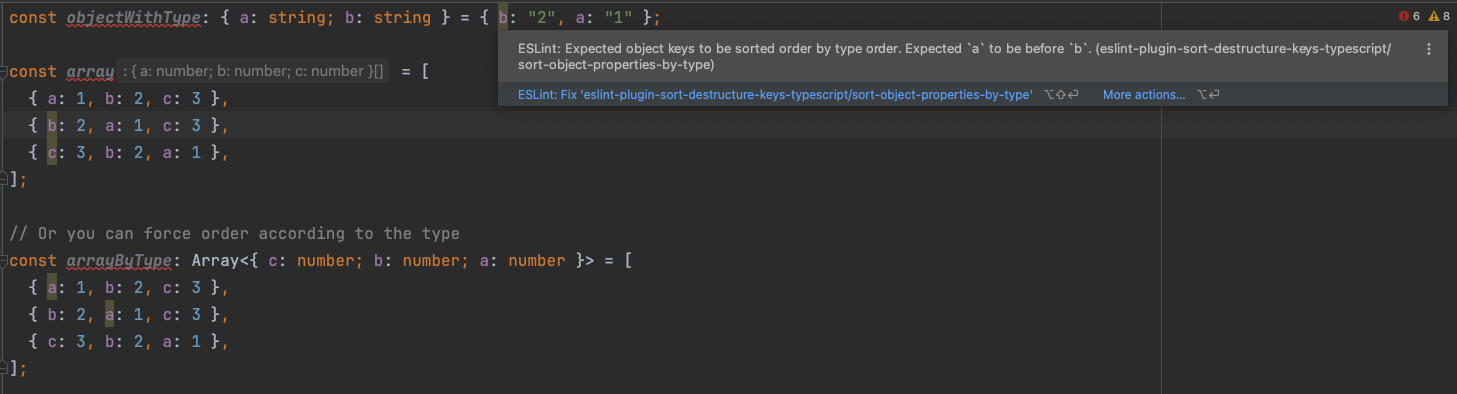 const objectWithType: { a: string; b: string } = { b: "2", a: "1" };
6 8
ESLint: Expected object keys to be sorted order by type order. Expected `a` to be before `b`. (eslint-plugin-sort-destructure-keys-typescript/
sort-object-properties-by-type)
ESLint: Fix 'eslint-plugin-sort-destructure-keys-typescript/sort-object-properties-by-type' ⌥⇧⏎ More actions... ⌥⏎
const array : { a: number; b: number; c: number }[] = [
{ a: 1, b: 2, c: 3 },
{ b: 2, a: 1, c: 3 },
{ c: 3, b: 2, a: 1 },
];
// Or you can force order according to the type
const arrayByType: Array<{ c: number; b: number; a: number }> = [
{ a: 1, b: 2, c: 3 },
{ b: 2, a: 1, c: 3 },
{ c: 3, b: 2, a: 1 },
];